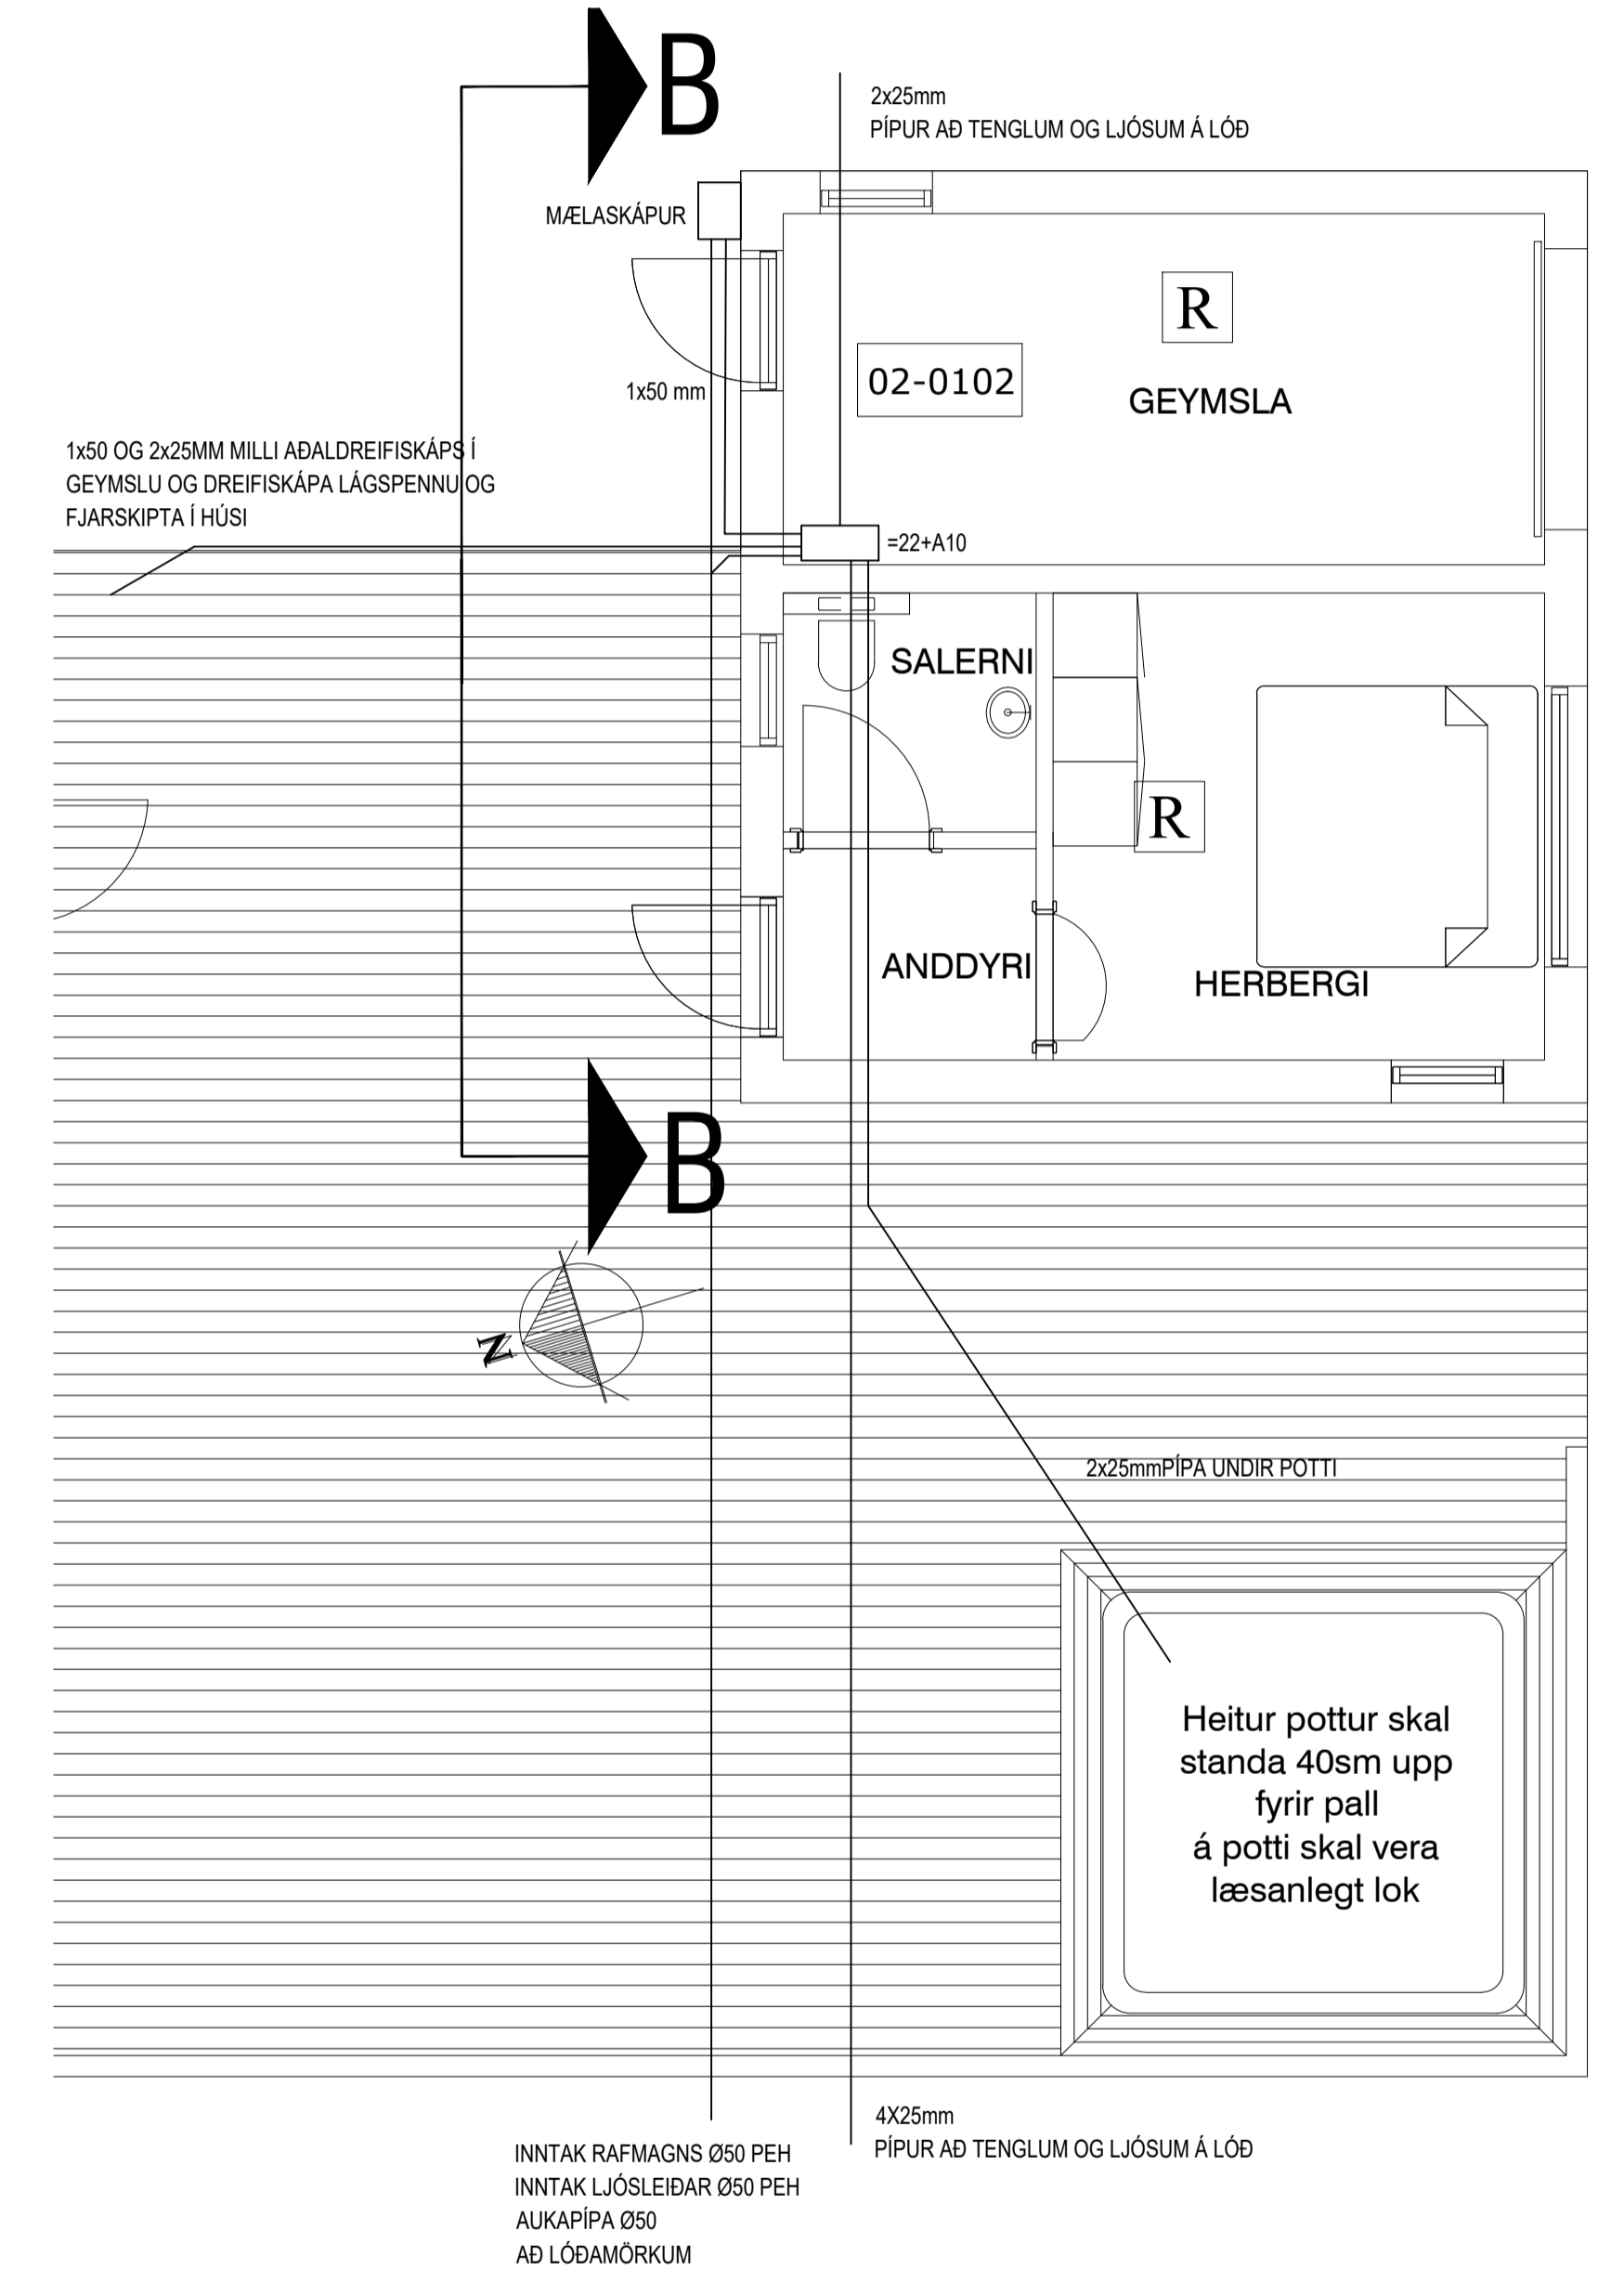 B
2x25mm
PÍPUR AÐ TENGLUM OG LJÓSUM Á LÓÐ
MÆLASKÁPUR
R
02-0102
GEYMSLA
1x50 mm
1x50 OG 2x25MM MILLI AÐALDREIFISKÁPS Í
GEYMSLU OG DREIFISKÁPA LÁGSPENNU OG
FJARSKIPTA Í HÚSI
=22+A10
SALERNI
R
ANDDYRI
HERBERGI
B
N
2x25mmPÍPA UNDIR POTTI
Heitur pottur skal
standa 40sm upp
fyrir pall
á potti skal vera
læsanlegt lok
4X25mm
PÍPUR AÐ TENGLUM OG LJÓSUM Á LÓÐ
INNTAK RAFMAGNS Ø50 PEH
INNTAK LJÓSLEIÐAR Ø50 PEH
AUKAPÍPA Ø50
AÐ LÓÐAMÖRKUM